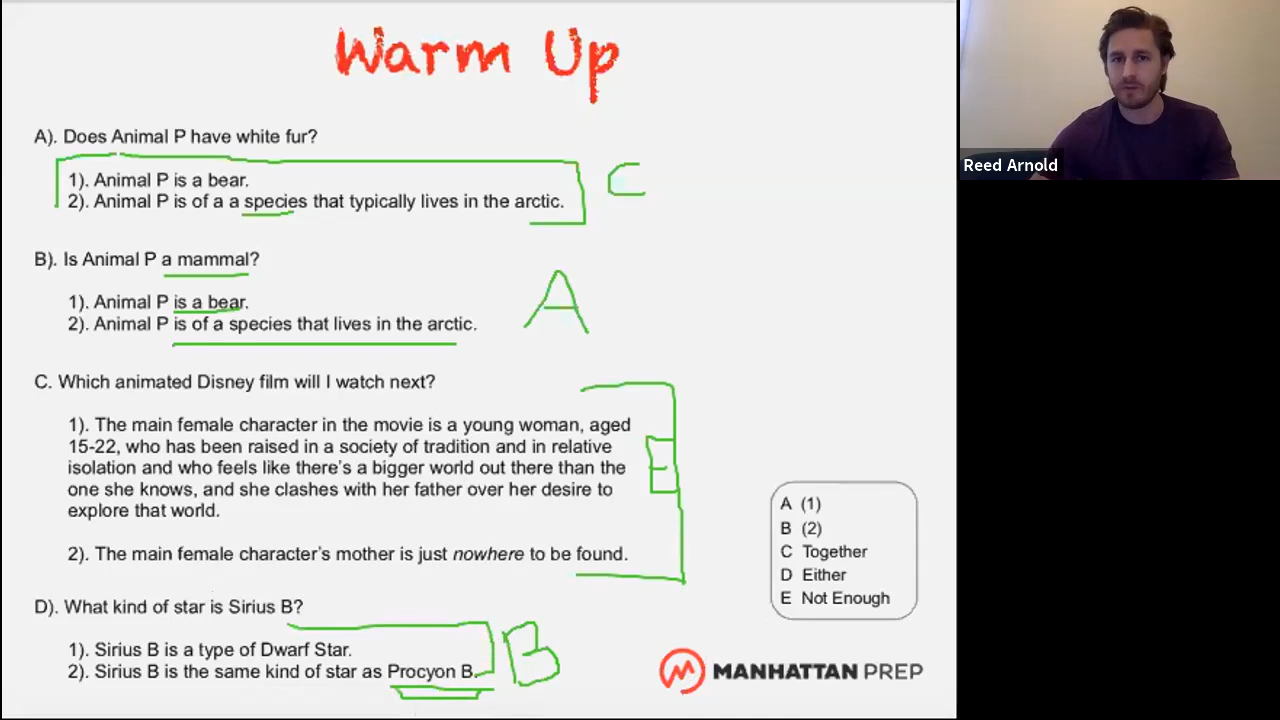 Warm Up
Reed Arnold
A). Does Animal P have white fur?
1). Animal P is a bear.
2). Animal P is of a a species that typically lives in the arctic.
C
B). Is Animal P a mammal?
1). Animal P is a bear.
2). Animal P is of a species that lives in the arctic.
A
C. Which animated Disney film will I watch next?
1). The main female character in the movie is a young woman, aged
15-22, who has been raised in a society of tradition and in relative
isolation and who feels like there's a bigger world out there than the
one she knows, and she clashes with her father over her desire to
explore that world.
E
2). The main female character's mother is just nowhere to be found.
A (1)
B (2)
C Together
D Either
E Not Enough
D). What kind of star is Sirius B?
1). Sirius B is a type of Dwarf Star.
2). Sirius B is the same kind of star as Procyon B.
B
MANHATTAN PREP